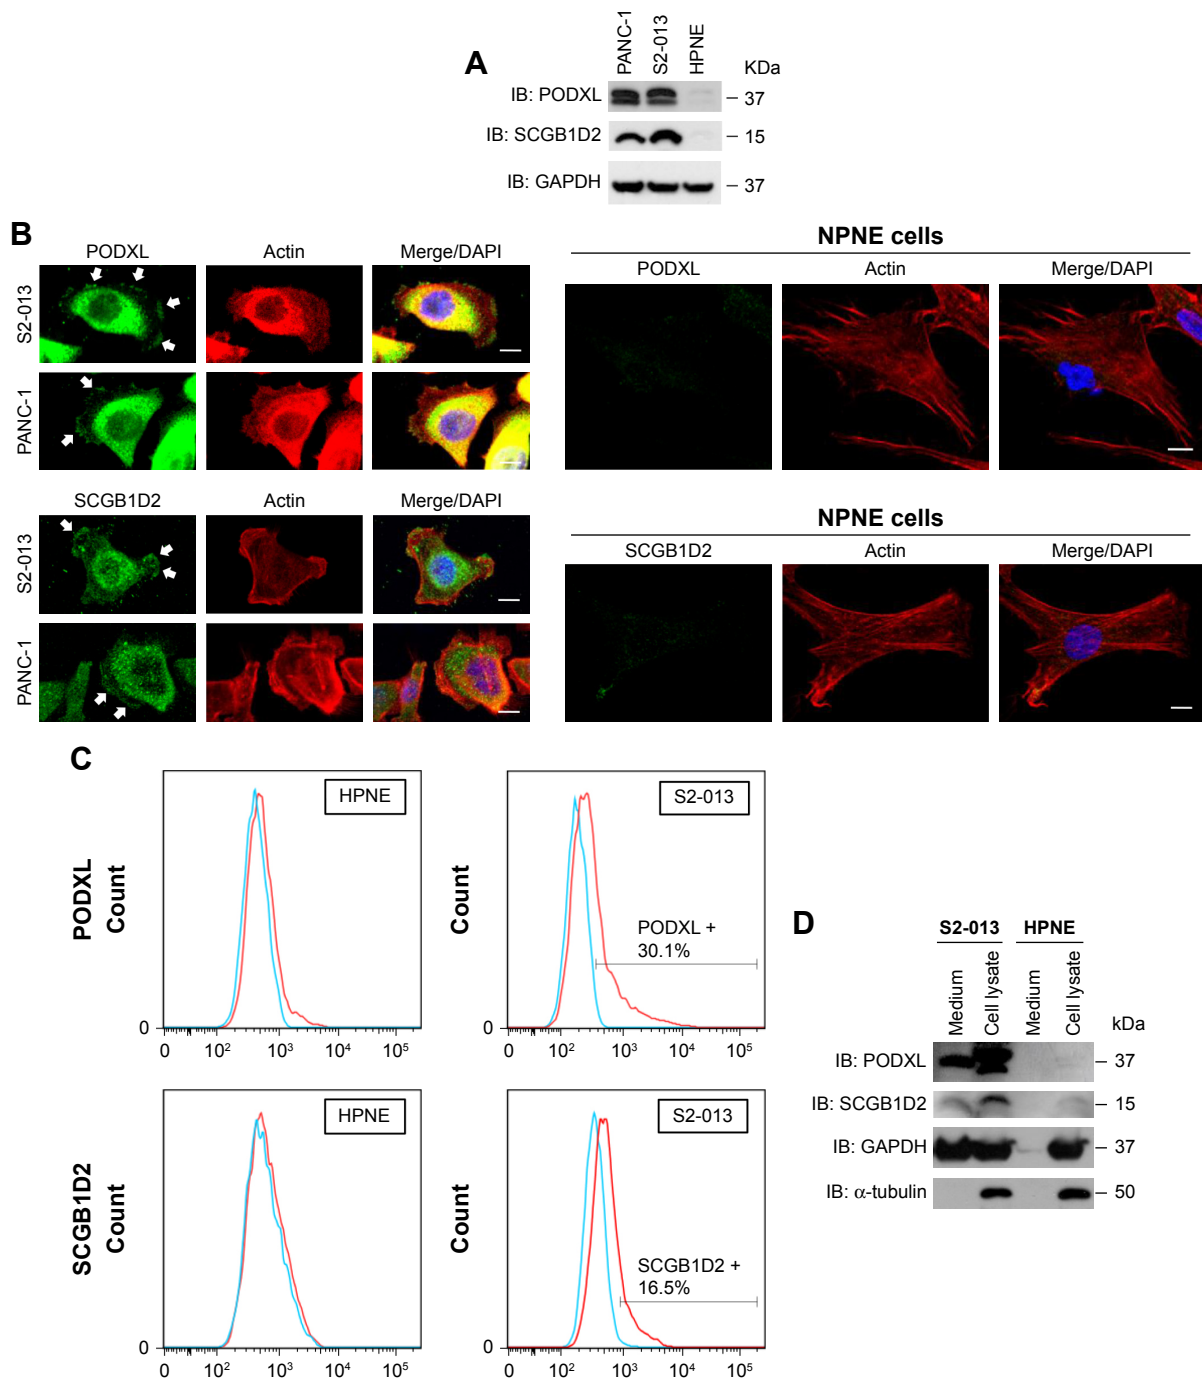 A
PANC-1
S2-013
HPNE
KDa
IB: PODXL
– 37
IB: SCGB1D2
– 15
IB: GAPDH
– 37
B
PODXL Actin Merge/DAPI
S2-013
PANC-1
SCGB1D2 Actin Merge/DAPI
S2-013
PANC-1
NPNE cells
PODXL Actin Merge/DAPI
NPNE cells
SCGB1D2 Actin Merge/DAPI
C
PODXL
Count
HPNE
0
0 10² 10³ 10⁴ 10⁵
Count
S2-013
PODXL +
30.1%
0
0 10² 10³ 10⁴ 10⁵
SCGB1D2
Count
HPNE
0
0 10² 10³ 10⁴ 10⁵
Count
S2-013
SCGB1D2 +
16.5%
0
0 10² 10³ 10⁴ 10⁵
D
S2-013 HPNE
Medium
Cell lysate
Medium
Cell lysate
kDa
IB: PODXL
– 37
IB: SCGB1D2
– 15
IB: GAPDH
– 37
IB: α-tubulin
– 50